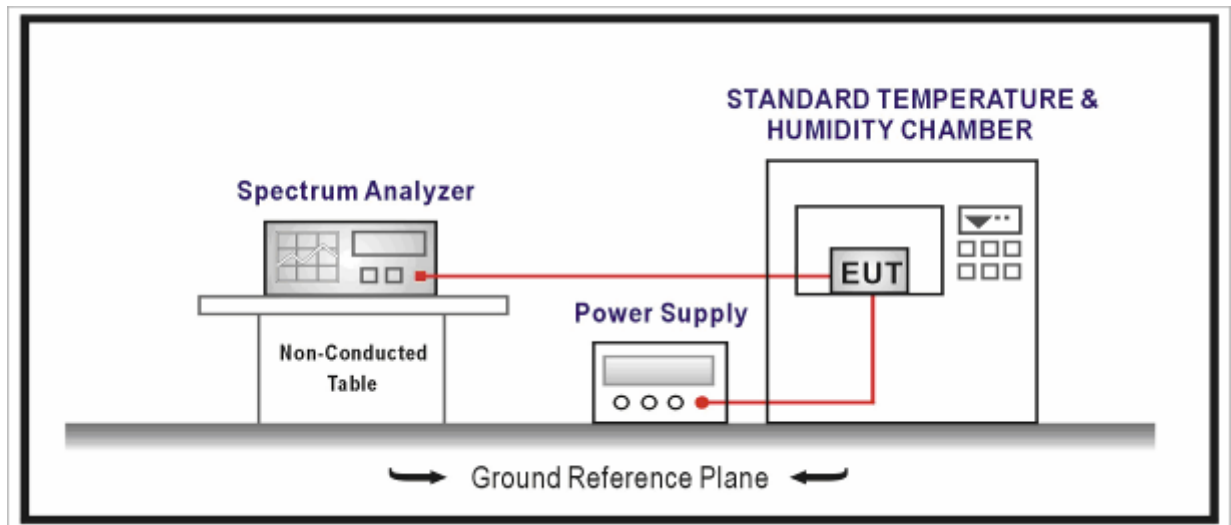 STANDARD TEMPERATURE &
HUMIDITY CHAMBER
Spectrum Analyzer
EUT
Power Supply
Non-Conducted
Table
Ground Reference Plane